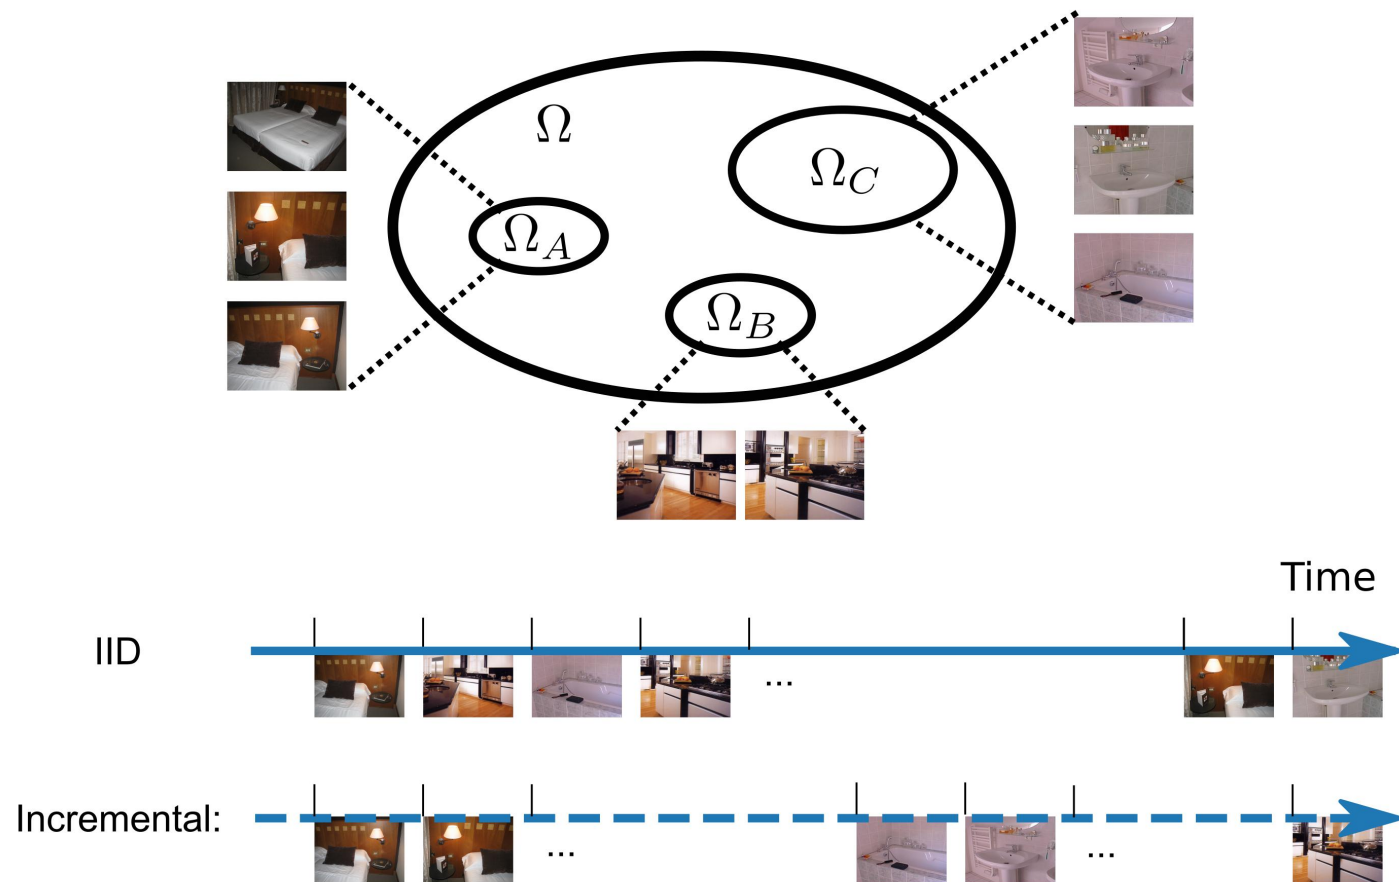 Ω
Ω_C
Ω_A
Ω_B
Time
IID
...
Incremental:
... ...